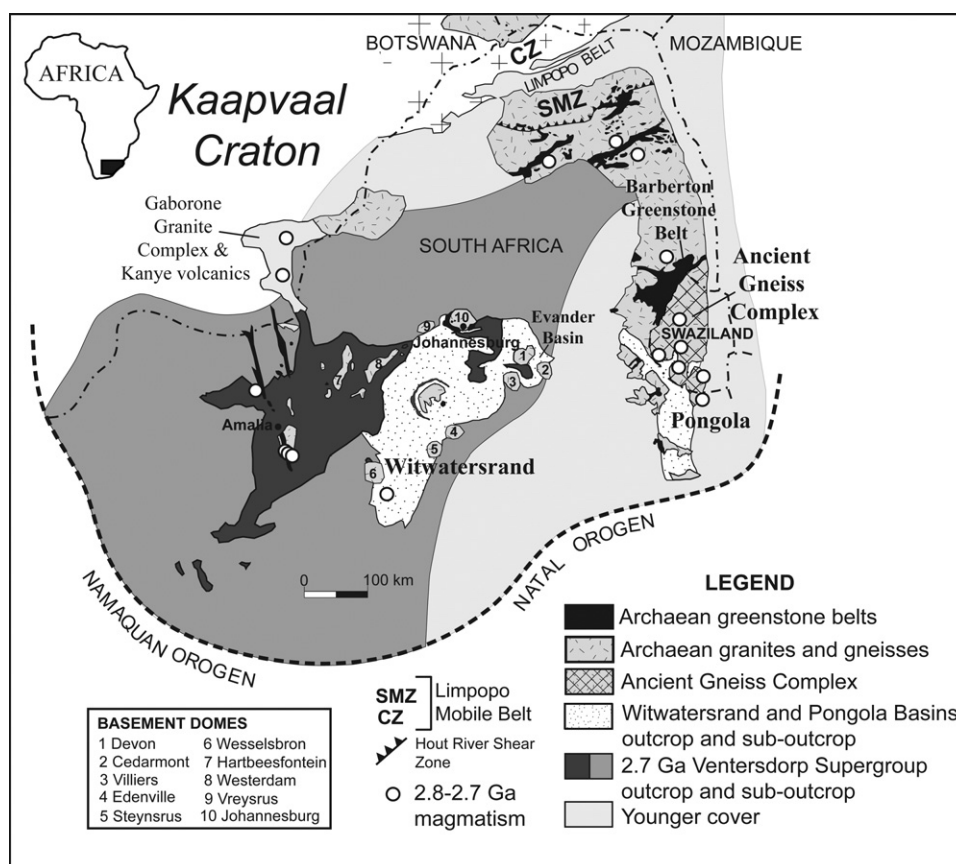 AFRICA
Kaapvaal
Craton
BOTSWANA
MOZAMBIQUE
CZ
LIMPOPO BELT
SMZ
Gaborone
Granite
Complex &
Kanye volcanics
SOUTH AFRICA
Barberton
Greenstone
Belt
Ancient
Gneiss
Complex
SWAZILAND
Pongola
Evander
Basin
Johannesburg
10
9
8
7
1
2
3
4
5
6
Amalia
Witwatersrand
0 100 km
NAMAQUAN OROGEN
NATAL OROGEN
BASEMENT DOMES
1 Devon 6 Wesselsbron
2 Cedarmont 7 Hartbeesfontein
3 Villiers 8 Westerdam
4 Edenville 9 Vreysrus
5 Steynsrus 10 Johannesburg
SMZ Limpopo
CZ Mobile Belt
Hout River Shear
Zone
2.8-2.7 Ga
magmatism
LEGEND
Archaean greenstone belts
Archaean granites and gneisses
Ancient Gneiss Complex
Witwatersrand and Pongola Basins
outcrop and sub-outcrop
2.7 Ga Ventersdorp Supergroup
outcrop and sub-outcrop
Younger cover